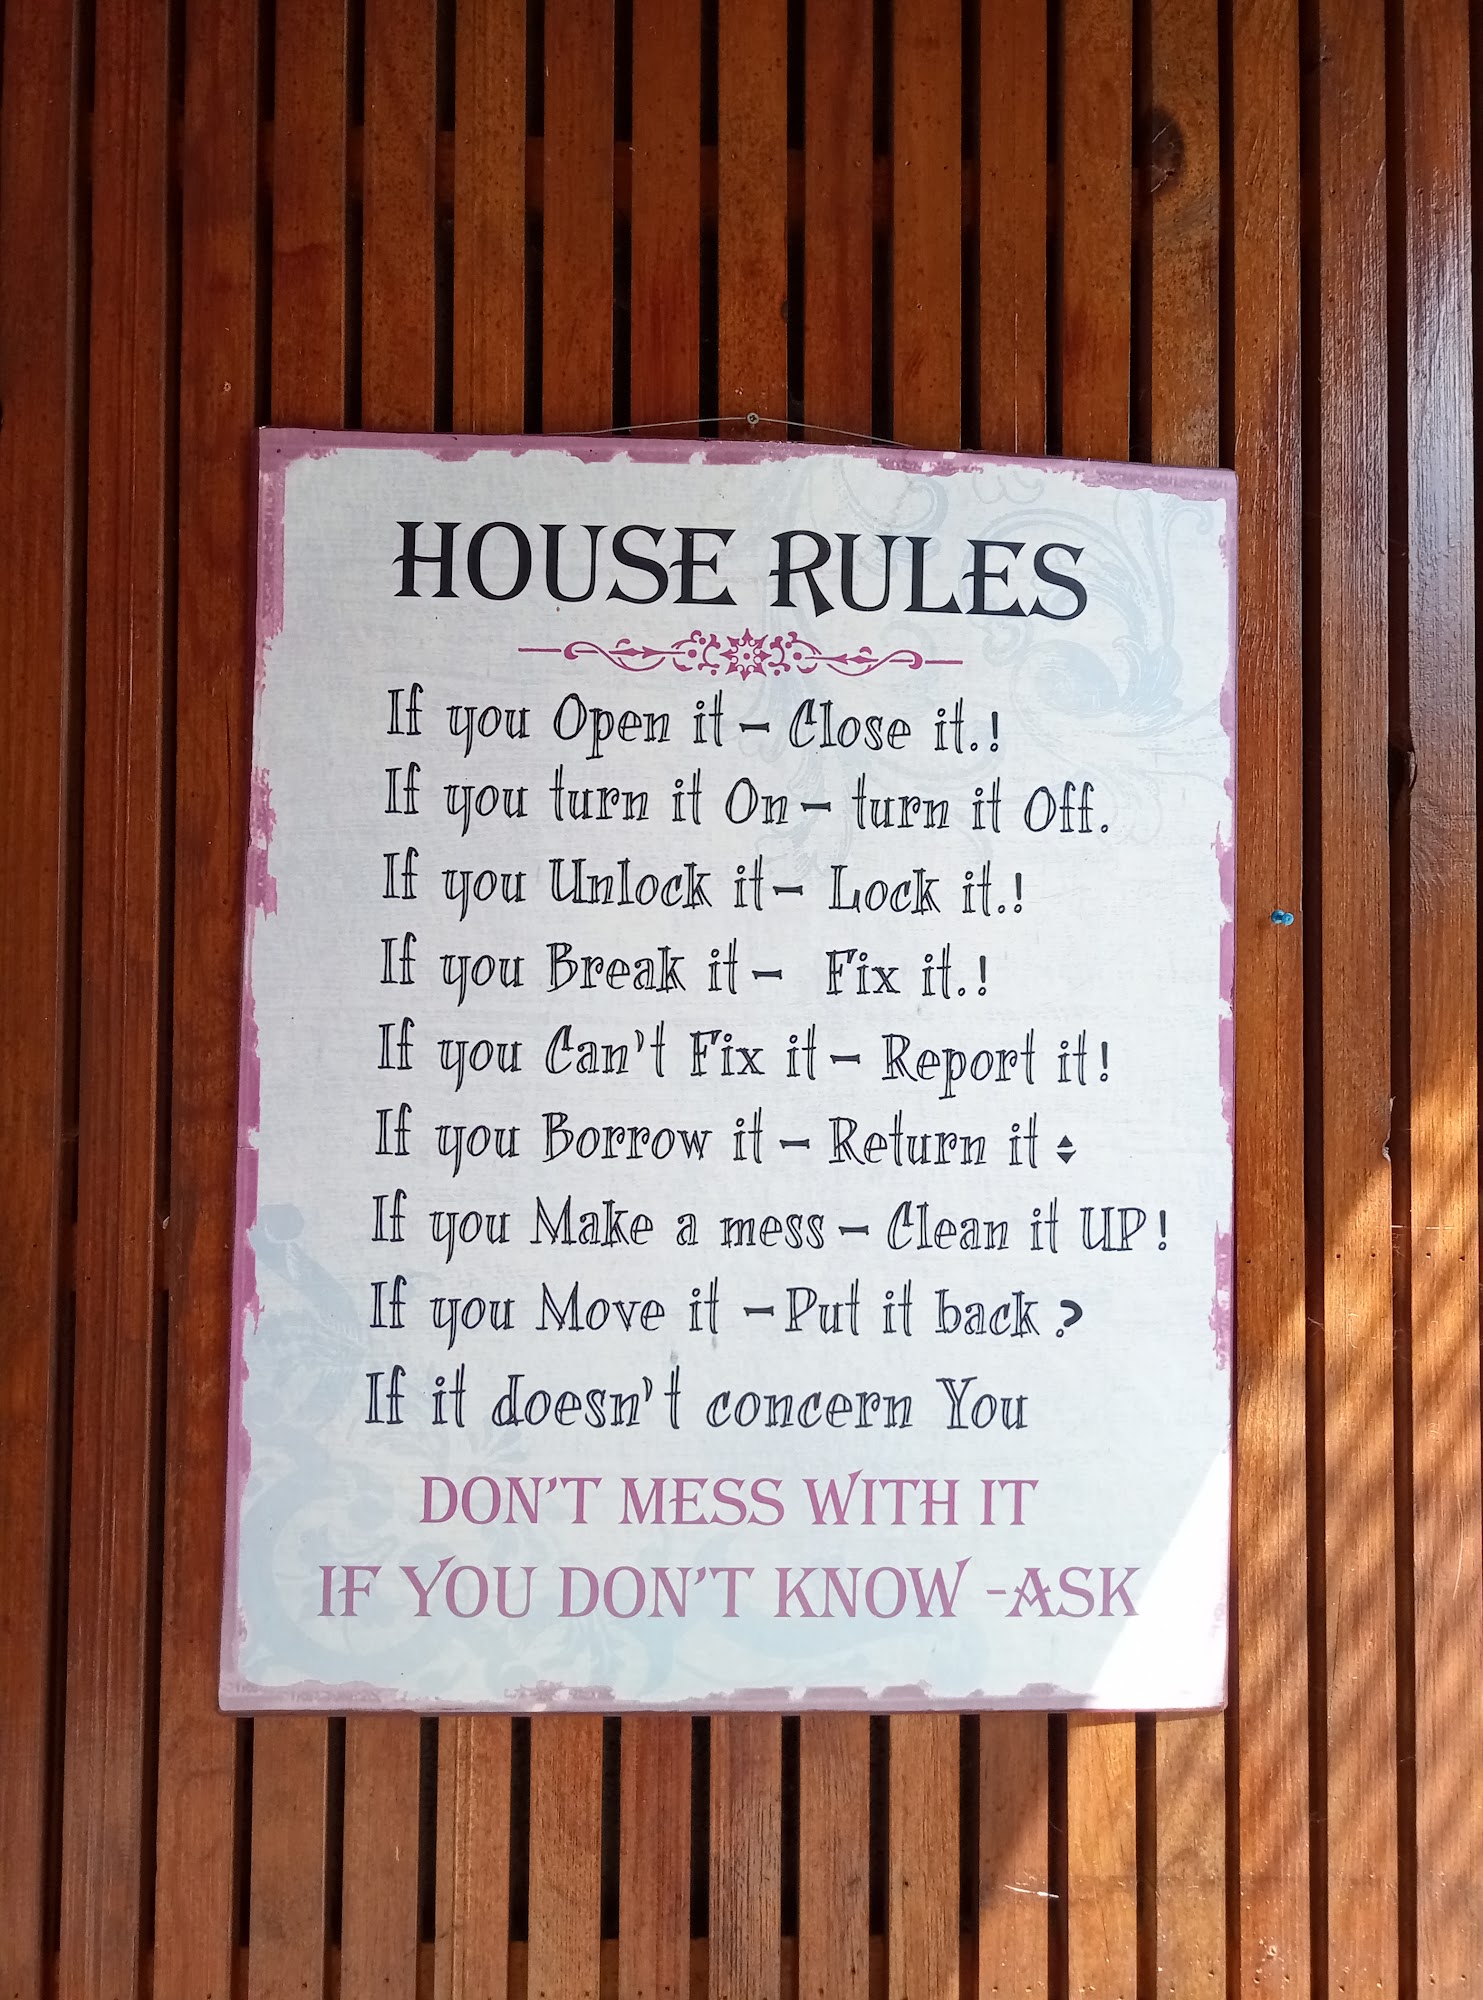 HOUSE RULES
If you Open it - Close it.!
If you turn it On - turn it Off.
If you Unlock it - Lock it.!
If you Break it - Fix it.!
If you Can't Fix it - Report it!
If you Borrow it - Return it
If you Make a mess - Clean it UP!
If you Move it - Put it back?
If it doesn't concern You
DON'T MESS WITH IT
IF YOU DON'T KNOW -ASK